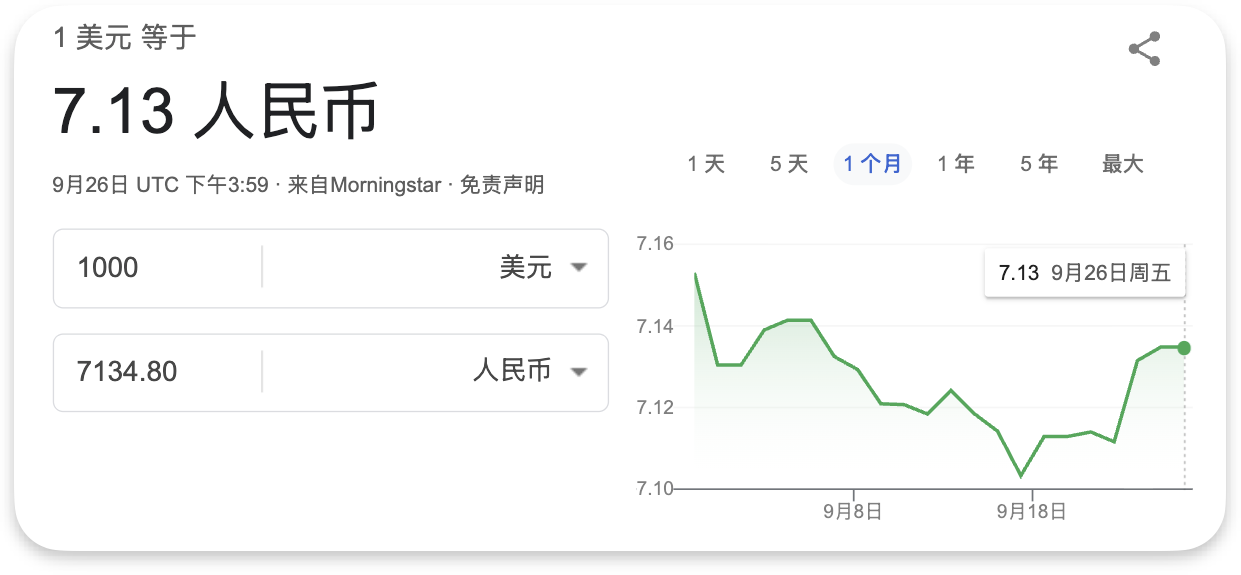 1 美元 等于
7.13 人民币
9月26日 UTC 下午3:59 · 来自Morningstar · 免责声明
1000 美元
7134.80 人民币
1 天 5 天 1 个月 1 年 5 年 最大
7.16
7.13 9月26日周五
7.14
7.12
7.10
9月8日 9月18日